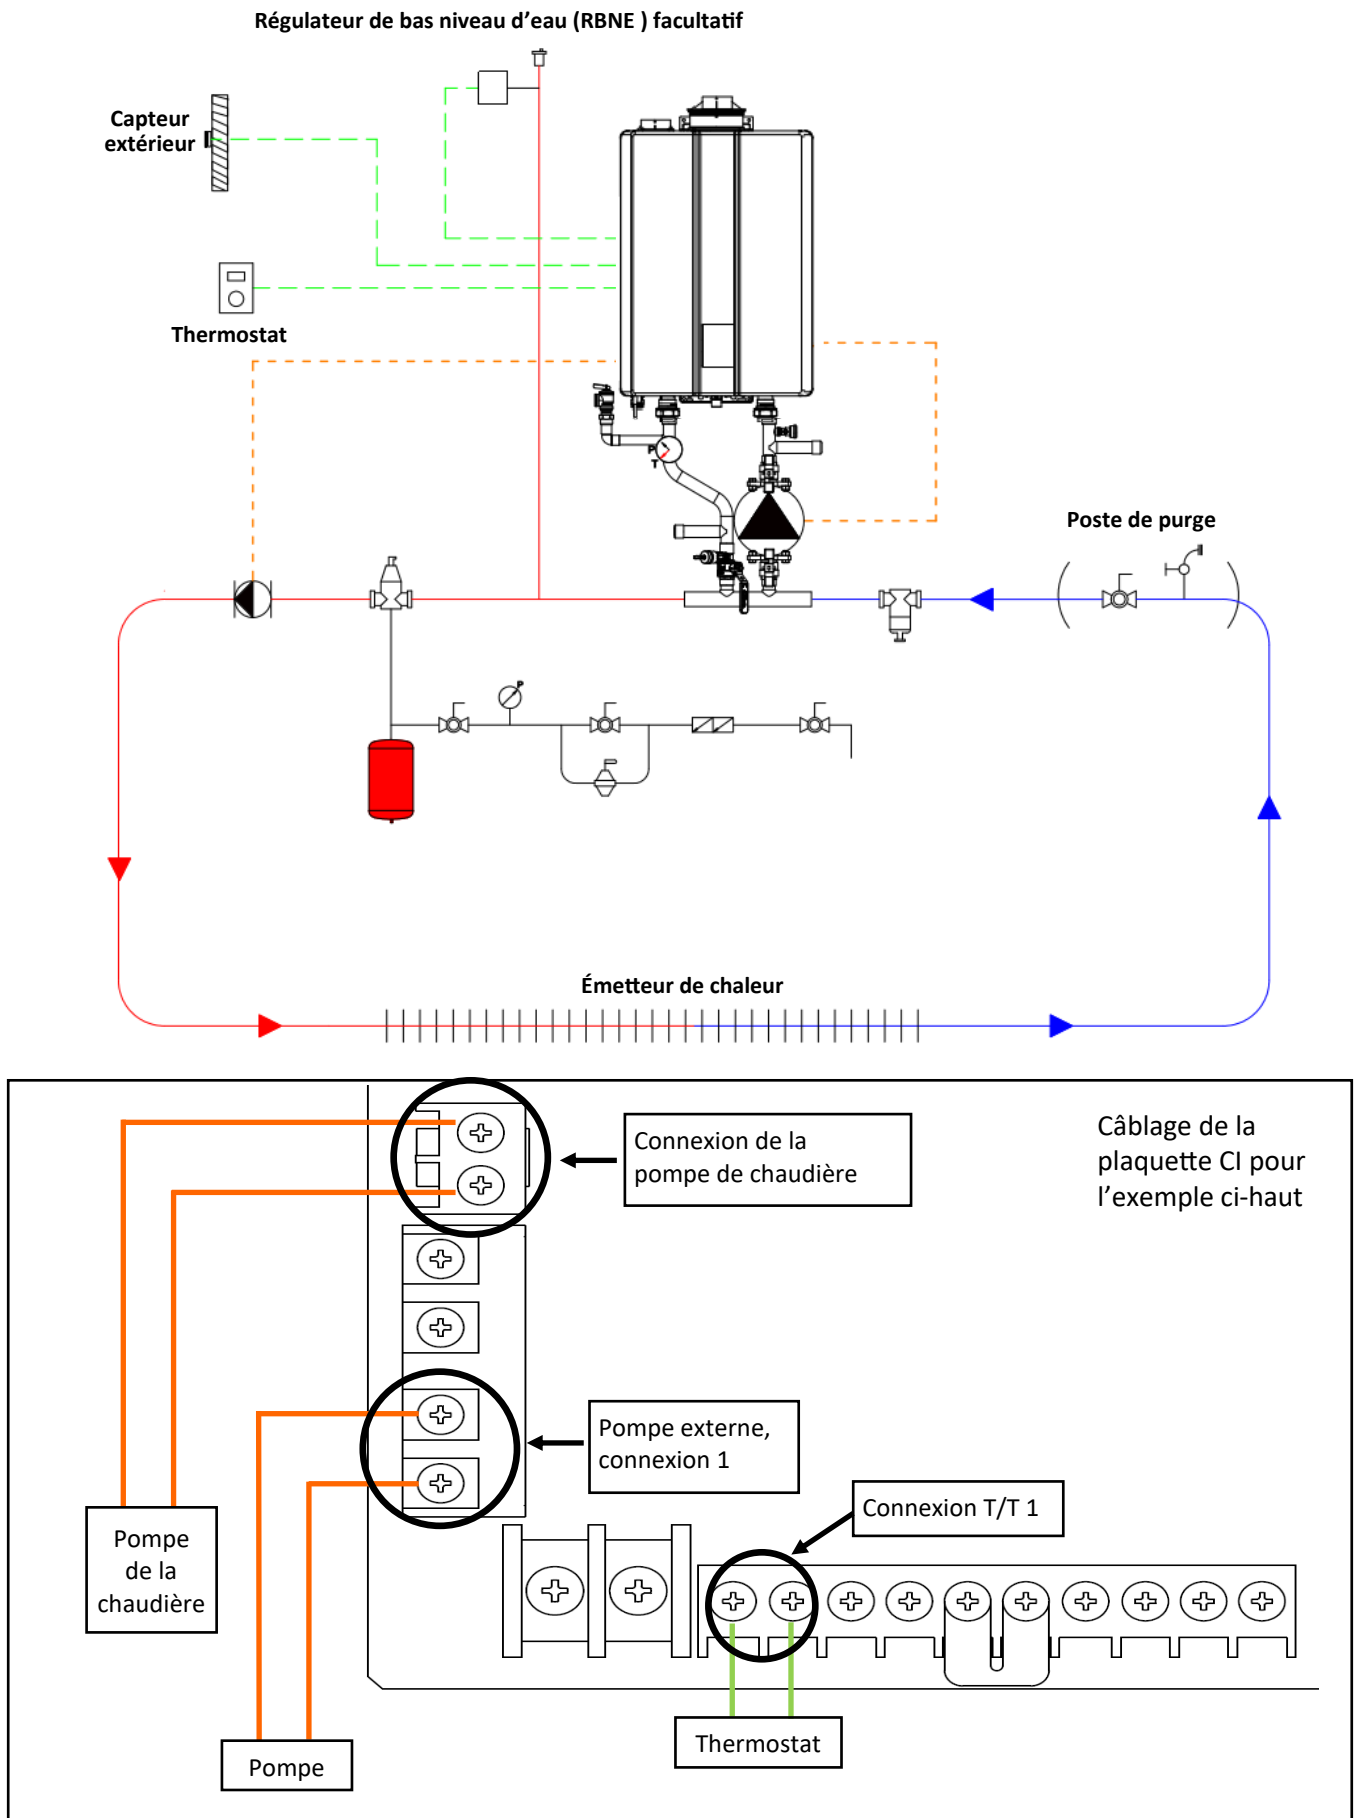 Régulateur de bas niveau d’eau (RBNE ) facultatif
Capteur
extérieur
Thermostat
P
T
Poste de purge
P
Émetteur de chaleur
Connexion de la
pompe de chaudière
Câblage de la
plaquette CI pour
l’exemple ci-haut
Pompe externe,
connexion 1
Connexion T/T 1
Pompe
de la
chaudière
Thermostat
Pompe